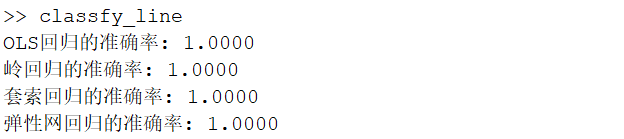 >> classfy_line
OLS回归的准确率: 1.0000
岭回归的准确率: 1.0000
套索回归的准确率: 1.0000
弹性网回归的准确率: 1.0000